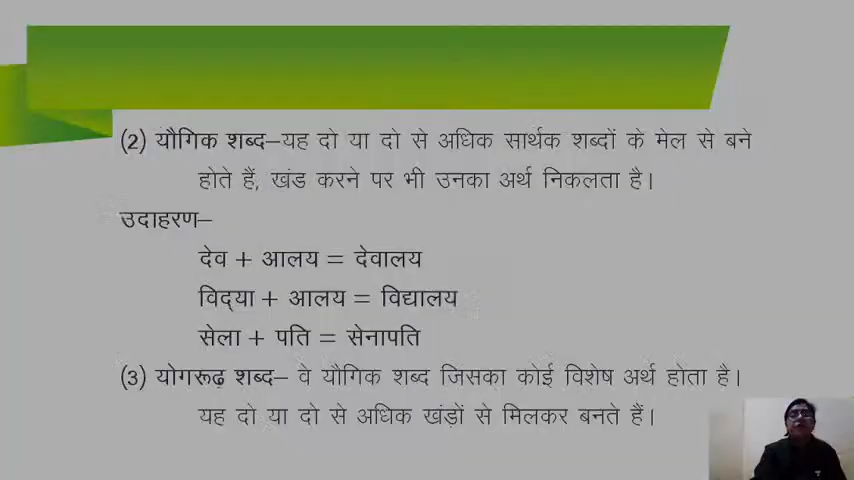 (2) यौगिक शब्द–यह दो या दो से अधिक सार्थक शब्दों के मेल से बने
होते हैं, खंड करने पर भी उनका अर्थ निकलता है।
उदाहरण–
देव + आलय = देवालय
विद्‌या + आलय = विद्यालय
सेला + पति = सेनापति
(3) योगरूढ़ शब्द– वे यौगिक शब्द जिसका कोई विशेष अर्थ होता है।
यह दो या दो से अधिक खंड़ों से मिलकर बनते हैं।